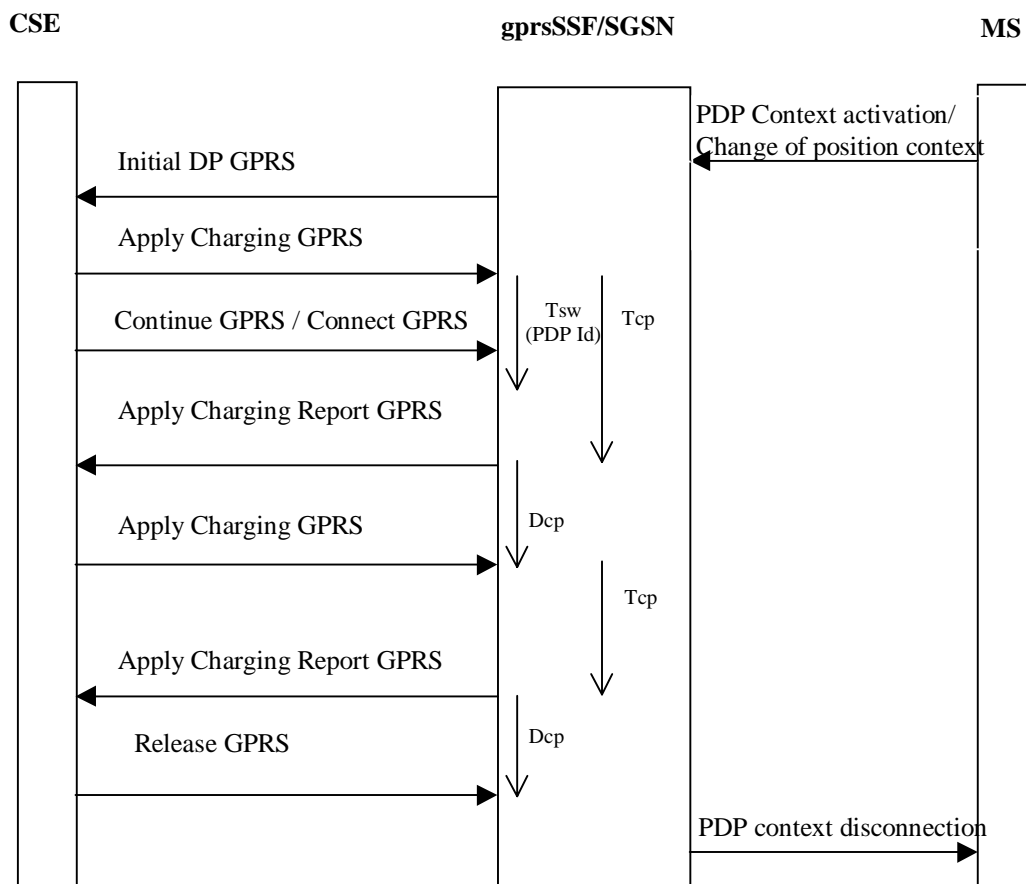 CSE
gprsSSF/SGSN
MS
PDP Context activation/
Change of position context
Initial DP GPRS
Apply Charging GPRS
Tsw
(PDP Id)
Tcp
Continue GPRS / Connect GPRS
Apply Charging Report GPRS
Dcp
Apply Charging GPRS
Tcp
Apply Charging Report GPRS
Dcp
Release GPRS
PDP context disconnection